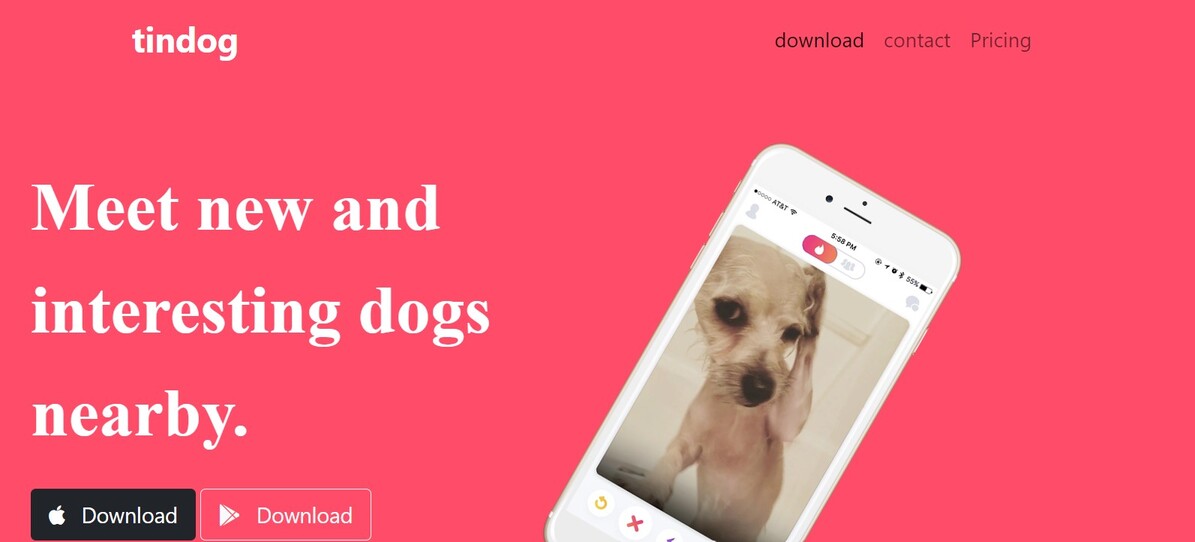 tindog
download contact Pricing
Meet new and
interesting dogs
nearby.
Download Download
AT&T
5:58 PM
55%